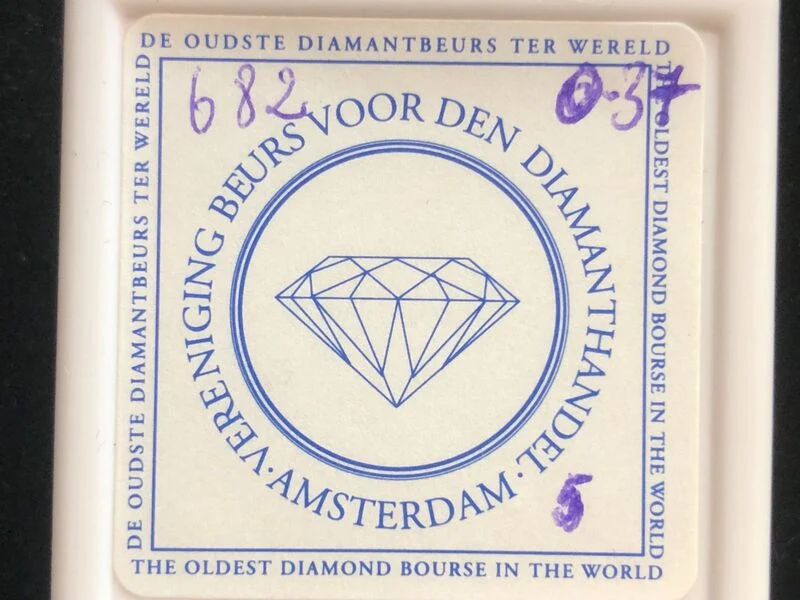 DE OUDSTE DIAMANTBEURS TER WERELD
DE OUDSTE DIAMANTBEURS TER WERELD
THE OLDEST DIAMOND BOURSE IN THE WORLD
682
0.37
VERENIGING BEURS VOOR DEN DIAMANTHANDEL
· AMSTERDAM ·
5
THE OLDEST DIAMOND BOURSE IN THE WORLD